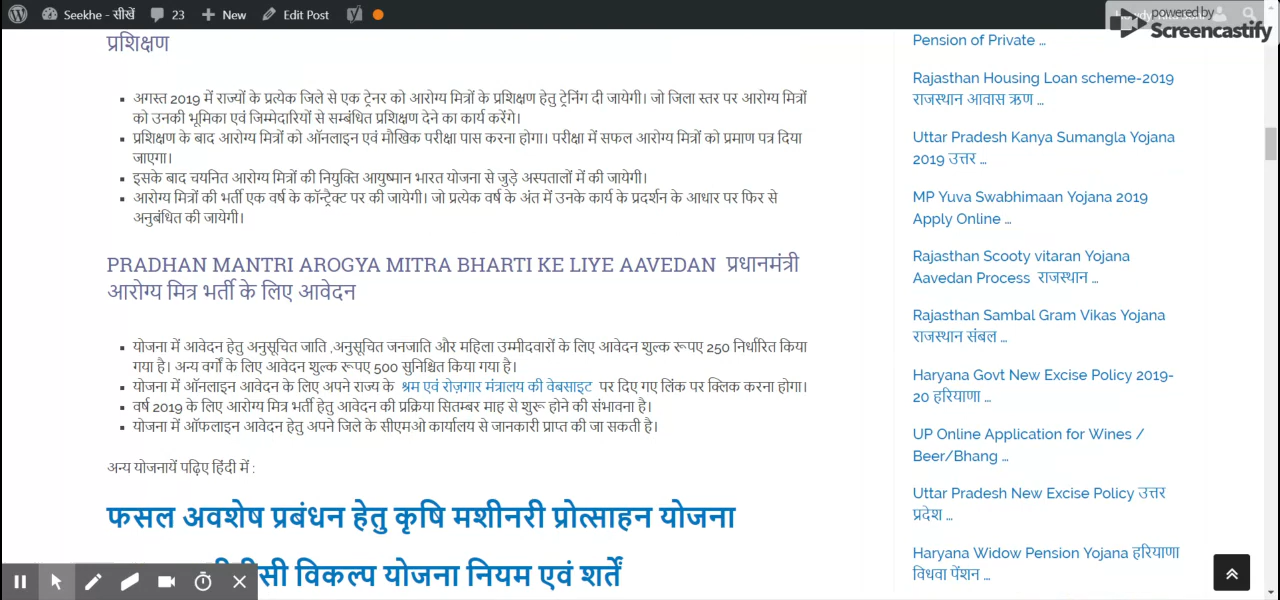 Seekhe - सीखें 23 New Edit Post
powered by
Screencastify
प्रशिक्षण
अगस्त 2019 में राज्यों के प्रत्येक जिले से एक ट्रेनर को आरोग्य मित्रों के प्रशिक्षण हेतु ट्रेनिंग दी जायेगी। जो जिला स्तर पर आरोग्य मित्रों
को उनकी भूमिका एवं जिम्मेदारियों से सम्बंधित प्रशिक्षण देने का कार्य करेंगे।
प्रशिक्षण के बाद आरोग्य मित्रों को ऑनलाइन एवं मौखिक परीक्षा पास करना होगा। परीक्षा में सफल आरोग्य मित्रों को प्रमाण पत्र दिया
जाएगा।
इसके बाद चयनित आरोग्य मित्रों की नियुक्ति आयुष्मान भारत योजना से जुड़े अस्पतालों में की जायेगी।
आरोग्य मित्रों की भर्ती एक वर्ष के कॉन्ट्रैक्ट पर की जायेगी। जो प्रत्येक वर्ष के अंत में उनके कार्य के प्रदर्शन के आधार पर फिर से
अनुबंधित की जायेगी।
PRADHAN MANTRI AROGYA MITRA BHARTI KE LIYE AAVEDAN प्रधानमंत्री
आरोग्य मित्र भर्ती के लिए आवेदन
योजना में आवेदन हेतु अनुसूचित जाति ,अनुसूचित जनजाति और महिला उम्मीदवारों के लिए आवेदन शुल्क रूपए 250 निर्धारित किया
गया है। अन्य वर्गों के लिए आवेदन शुल्क रूपए 500 सुनिश्चित किया गया है।
योजना में ऑनलाइन आवेदन के लिए अपने राज्य के श्रम एवं रोज़गार मंत्रालय की वेबसाइट पर दिए गए लिंक पर क्लिक करना होगा।
वर्ष 2019 के लिए आरोग्य मित्र भर्ती हेतु आवेदन की प्रक्रिया सितम्बर माह से शुरू होने की संभावना है।
योजना में ऑफलाइन आवेदन हेतु अपने जिले के सीएमओ कार्यालय से जानकारी प्राप्त की जा सकती है।
अन्य योजनायें पढ़िए हिंदी में :
फसल अवशेष प्रबंधन हेतु कृषि मशीनरी प्रोत्साहन योजना
विकल्प योजना नियम एवं शर्तें
Pension of Private ...
Rajasthan Housing Loan scheme-2019
राजस्थान आवास ऋण ...
Uttar Pradesh Kanya Sumangla Yojana
2019 उत्तर ...
MP Yuva Swabhimaan Yojana 2019
Apply Online ...
Rajasthan Scooty vitaran Yojana
Aavedan Process राजस्थान ...
Rajasthan Sambal Gram Vikas Yojana
राजस्थान संबल ...
Haryana Govt New Excise Policy 2019-
20 हरियाणा ...
UP Online Application for Wines /
Beer/Bhang ...
Uttar Pradesh New Excise Policy उत्तर
प्रदेश ...
Haryana Widow Pension Yojana हरियाणा
विधवा पेंशन ...